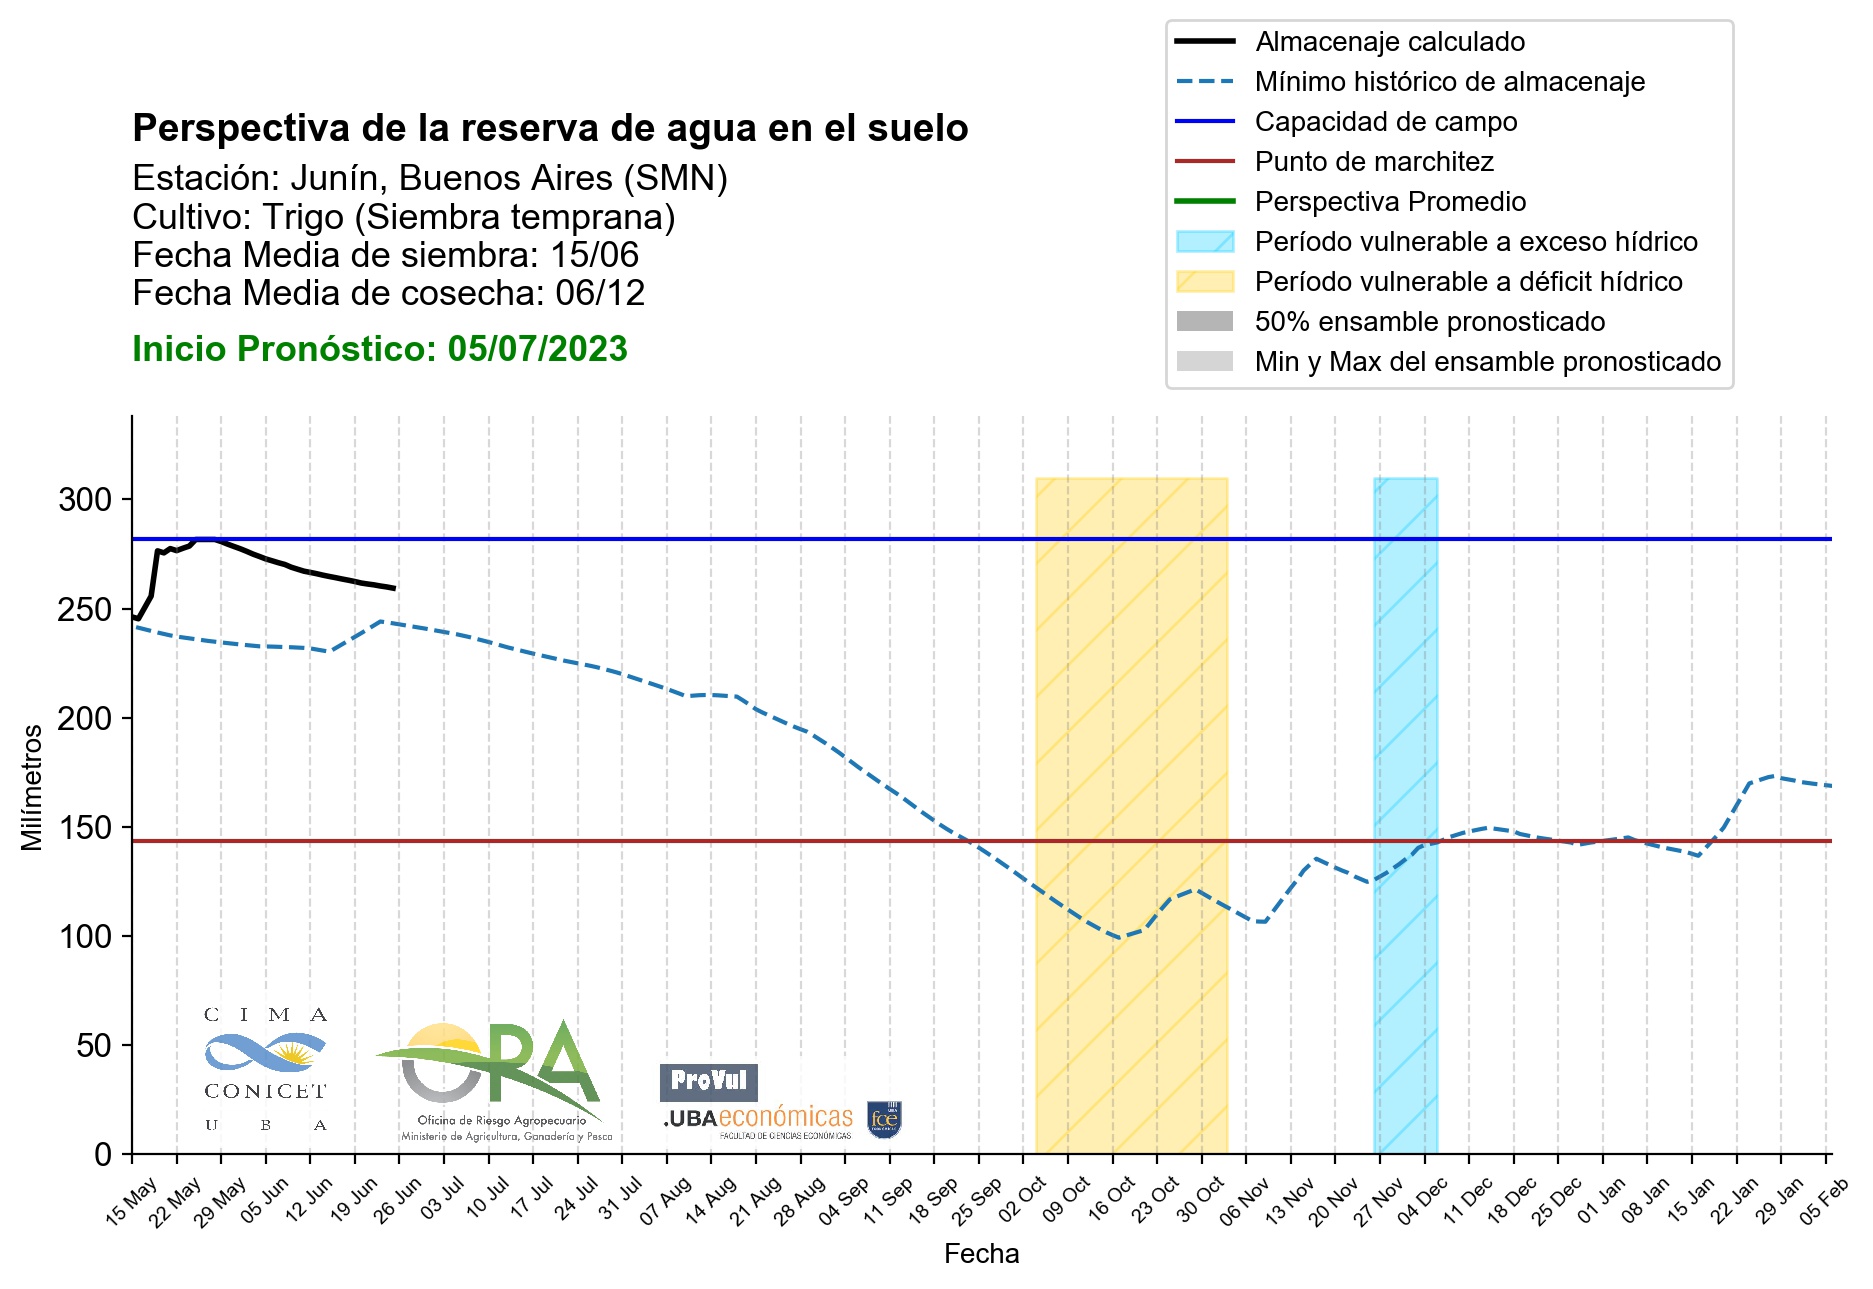 Almacenaje calculado
Mínimo histórico de almacenaje
Capacidad de campo
Punto de marchitez
Perspectiva Promedio
Período vulnerable a exceso hídrico
Período vulnerable a déficit hídrico
50% ensamble pronosticado
Min y Max del ensamble pronosticado
Perspectiva de la reserva de agua en el suelo
Estación: Junín, Buenos Aires (SMN)
Cultivo: Trigo (Siembra temprana)
Fecha Media de siembra: 15/06
Fecha Media de cosecha: 06/12
Inicio Pronóstico: 05/07/2023
Milímetros
300
250
200
150
100
50
0
CIMA
CONICET
UBA
ORA
Oficina de Riesgo Agropecuario
Ministerio de Agricultura, Ganadería y Pesca
ProVul
.UBAeconómicas
FACULTAD DE CIENCIAS ECONÓMICAS
fce
15 May
22 May
29 May
05 Jun
12 Jun
19 Jun
26 Jun
03 Jul
10 Jul
17 Jul
24 Jul
31 Jul
07 Aug
14 Aug
21 Aug
28 Aug
04 Sep
11 Sep
18 Sep
25 Sep
02 Oct
09 Oct
16 Oct
23 Oct
30 Oct
06 Nov
13 Nov
20 Nov
27 Nov
04 Dec
11 Dec
18 Dec
25 Dec
01 Jan
08 Jan
15 Jan
22 Jan
29 Jan
05 Feb
Fecha